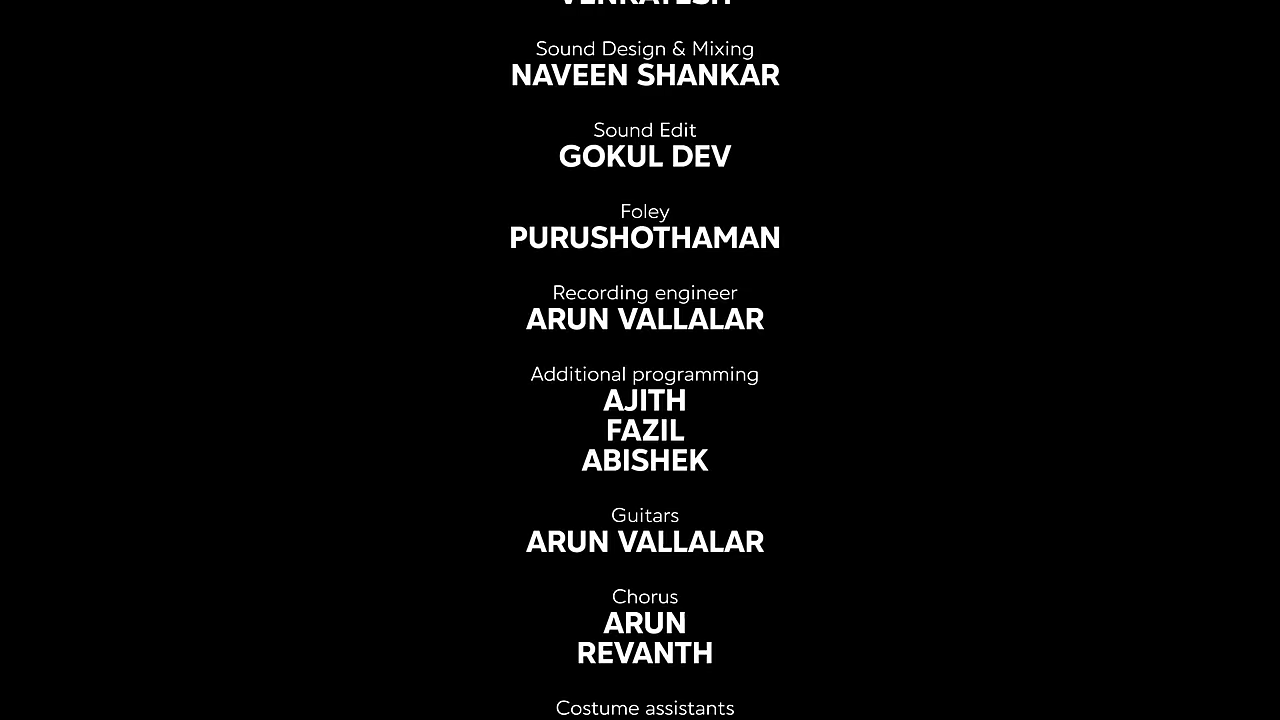 VENKATESH
Sound Design & Mixing
NAVEEN SHANKAR
Sound Edit
GOKUL DEV
Foley
PURUSHOTHAMAN
Recording engineer
ARUN VALLALAR
Additional programming
AJITH
FAZIL
ABISHEK
Guitars
ARUN VALLALAR
Chorus
ARUN
REVANTH
Costume assistants